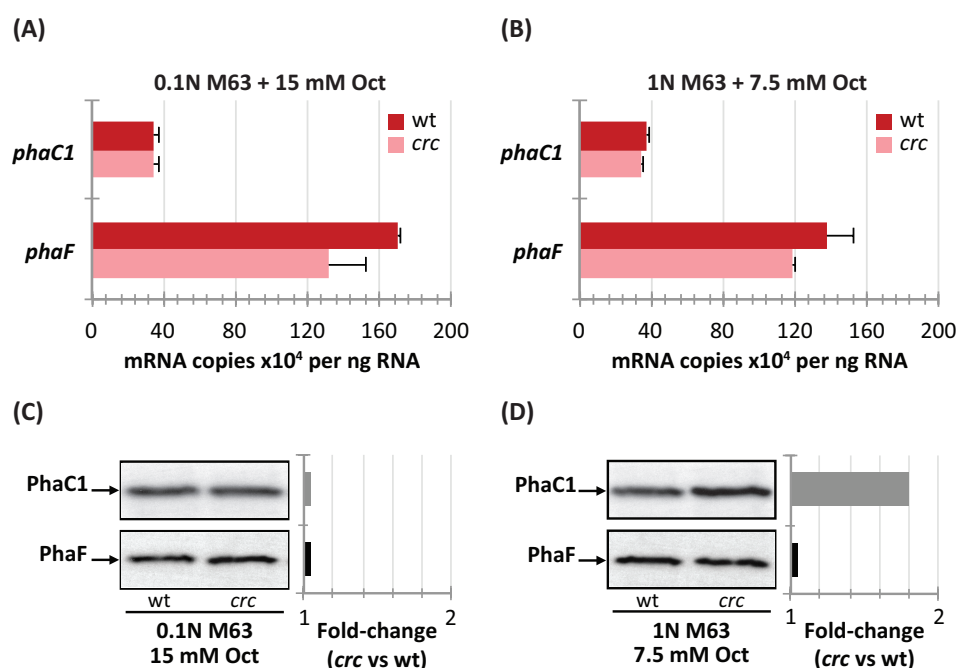 (A)
0.1N M63 + 15 mM Oct
wt
crc
phaC1
phaF
0 40 80 120 160 200
mRNA copies x10⁴ per ng RNA
(B)
1N M63 + 7.5 mM Oct
wt
crc
phaC1
phaF
0 40 80 120 160 200
mRNA copies x10⁴ per ng RNA
(C)
PhaC1
PhaF
wt crc
0.1N M63
15 mM Oct
1 2
Fold-change
(crc vs wt)
(D)
PhaC1
PhaF
wt crc
1N M63
7.5 mM Oct
1 2
Fold-change
(crc vs wt)